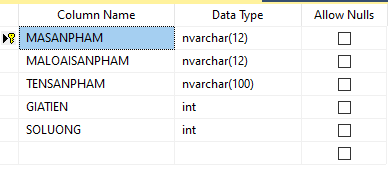 Column Name Data Type Allow Nulls
MASANPHAM nvarchar(12)
MALOAISANPHAM nvarchar(12)
TENSANPHAM nvarchar(100)
GIATIEN int
SOLUONG int